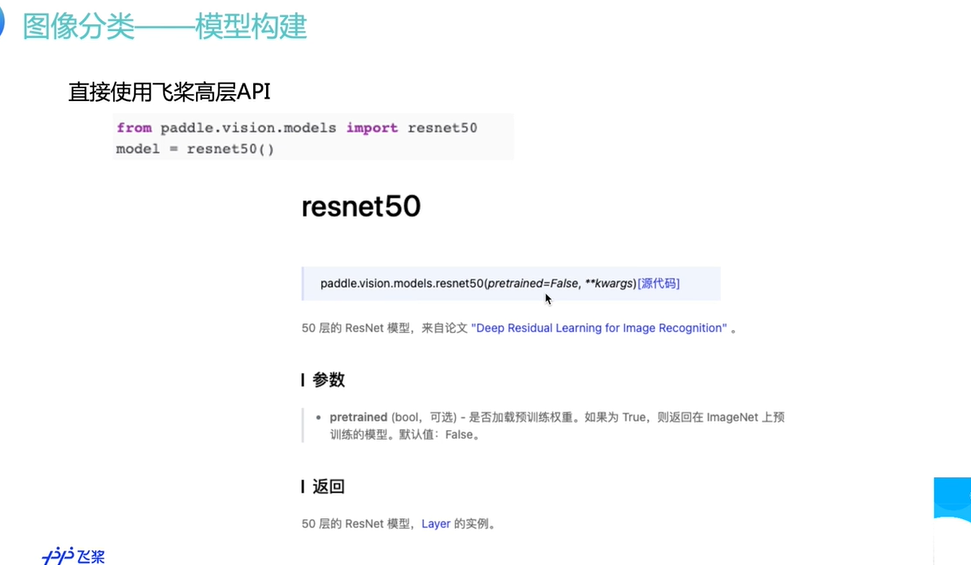 图像分类——模型构建
直接使用飞桨高层API
from paddle.vision.models import resnet50
model = resnet50()
resnet50
paddle.vision.models.resnet50(pretrained=False, **kwargs)[源代码]
50 层的 ResNet 模型，来自论文 "Deep Residual Learning for Image Recognition" 。
参数
• pretrained (bool，可选) - 是否加载预训练权重。如果为 True，则返回在 ImageNet 上预
训练的模型。默认值：False。
返回
50 层的 ResNet 模型，Layer 的实例。
飞桨